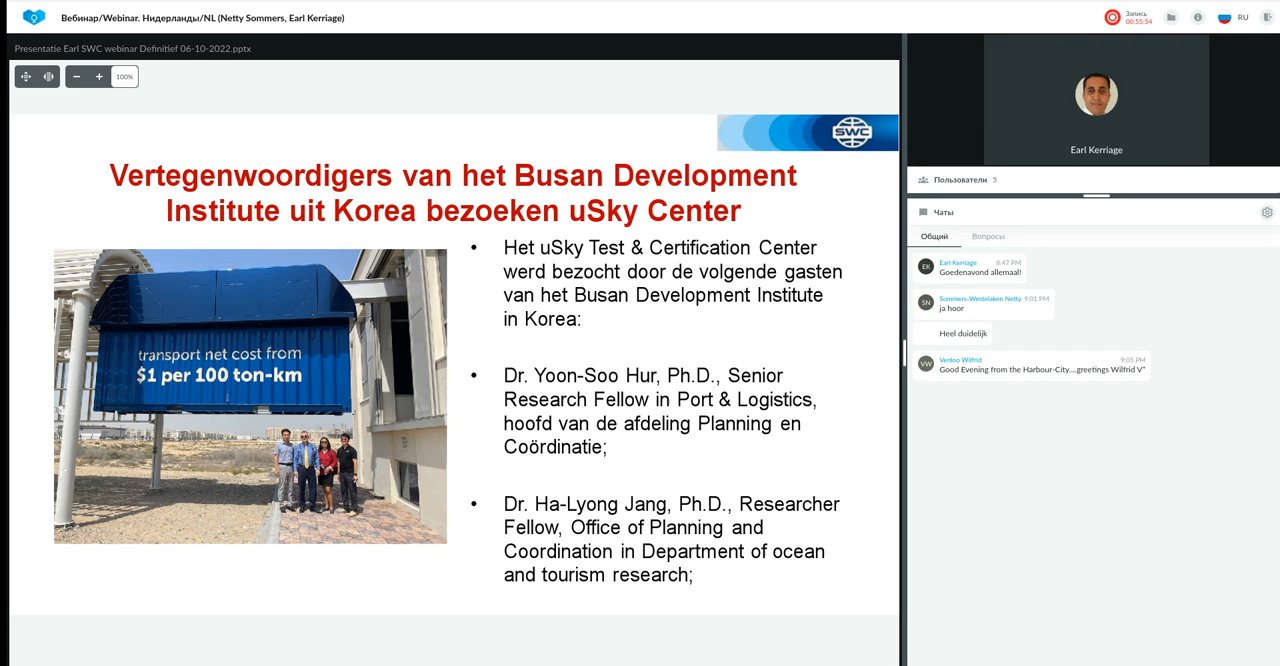 Вебинар/Webinar. Нидерланды/NL (Netty Sommers, Earl Kerriage)
Запись
00:55:54
RU
Presentatie Earl SWC webinar Definitief 06-10-2022.pptx
100%
SWC
Vertegenwoordigers van het Busan Development
Institute uit Korea bezoeken uSky Center
transport net cost from
$1 per 100 ton-km
• Het uSky Test & Certification Center
werd bezocht door de volgende gasten
van het Busan Development Institute
in Korea:
• Dr. Yoon-Soo Hur, Ph.D., Senior
Research Fellow in Port & Logistics,
hoofd van de afdeling Planning en
Coördinatie;
• Dr. Ha-Lyong Jang, Ph.D., Researcher
Fellow, Office of Planning and
Coordination in Department of ocean
and tourism research;
Earl Kerriage
Пользователи 5
Чаты
Общий Вопросы
EK
Earl Kerriage 8:47 PM
Goedenavond allemaal!
SN
Sommers-Westelaken Netty 9:01 PM
ja hoor
Heel duidelijk
VW
Venloo Wilfrid 9:05 PM
Good Evening from the Harbour-City....greetings Wilfrid V"